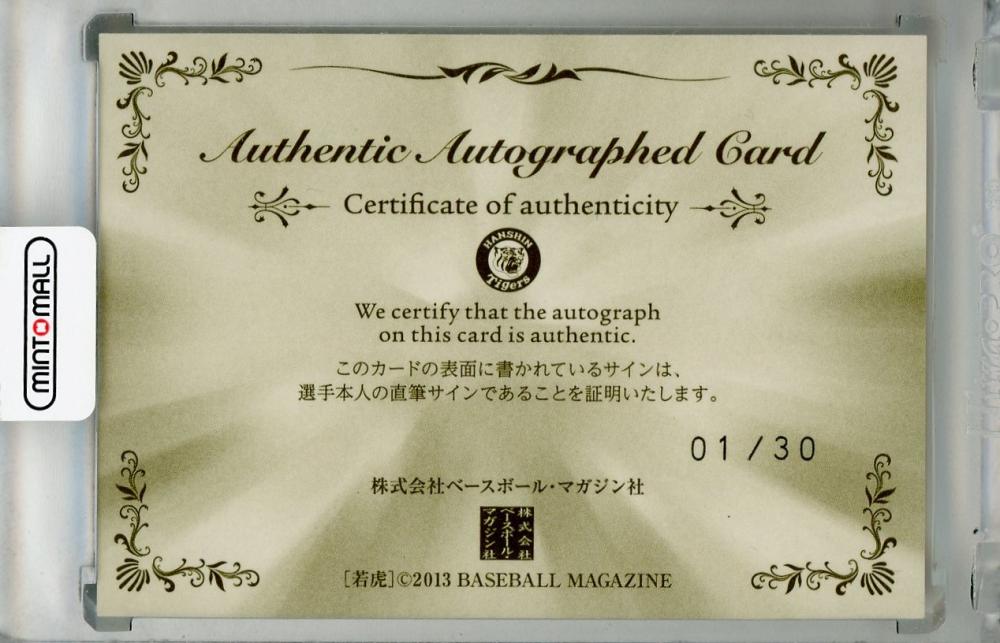 Authentic Autographed Card
Certificate of authenticity
HANSHIN
Tigers
We certify that the autograph
on this card is authentic.
このカードの表面に書かれているサインは、
選手本人の直筆サインであることを証明いたします。
01/30
株式会社ベースボール・マガジン社
株式会社
ベースボール・
マガジン社
[若虎]©2013 BASEBALL MAGAZINE
MINTOMALL